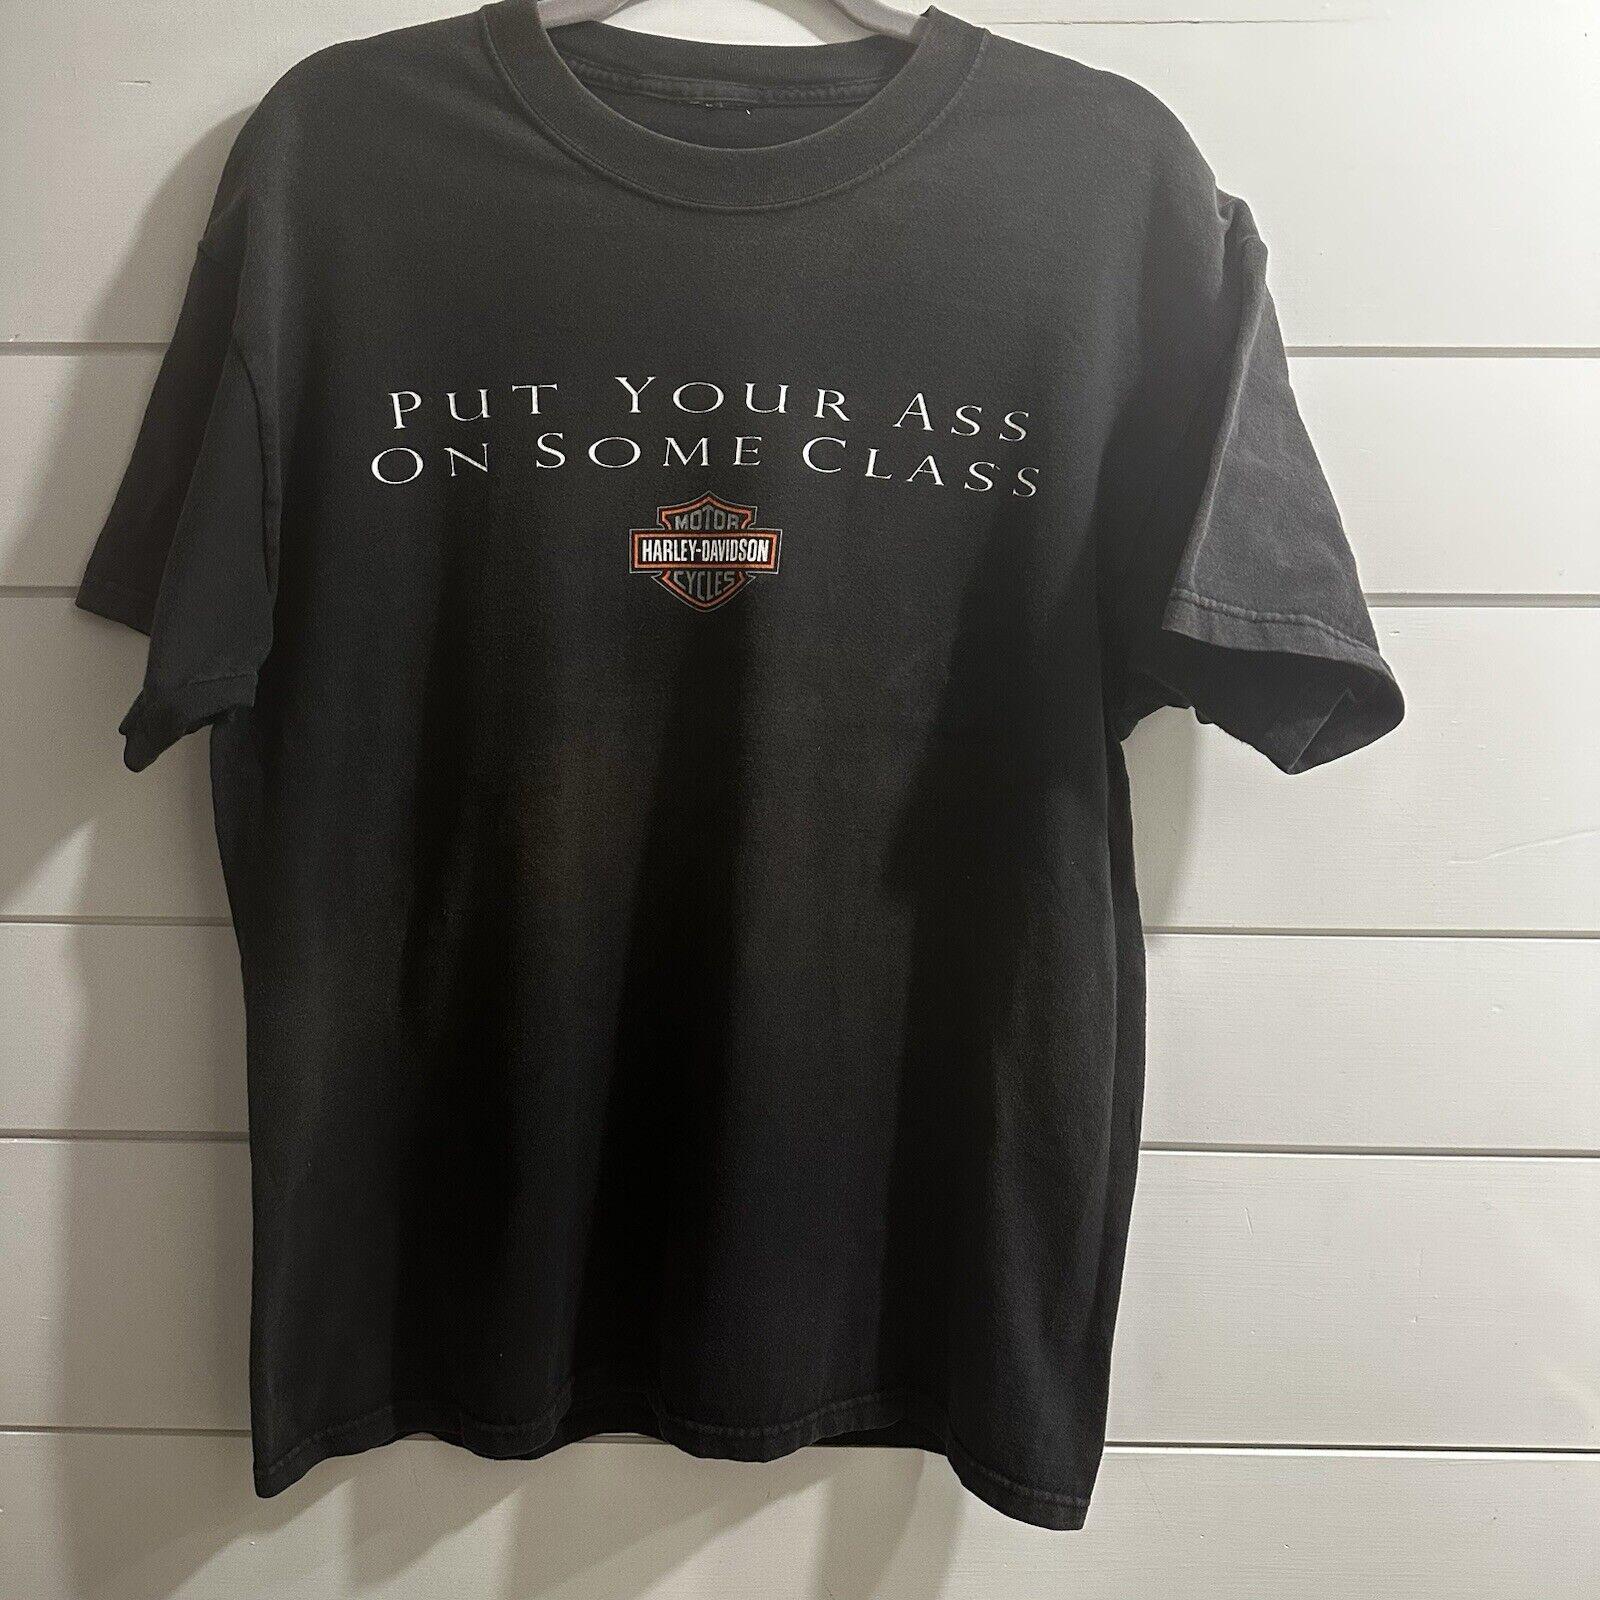 PUT YOUR ASS
ON SOME CLASS
MOTOR
HARLEY-DAVIDSON
CYCLES